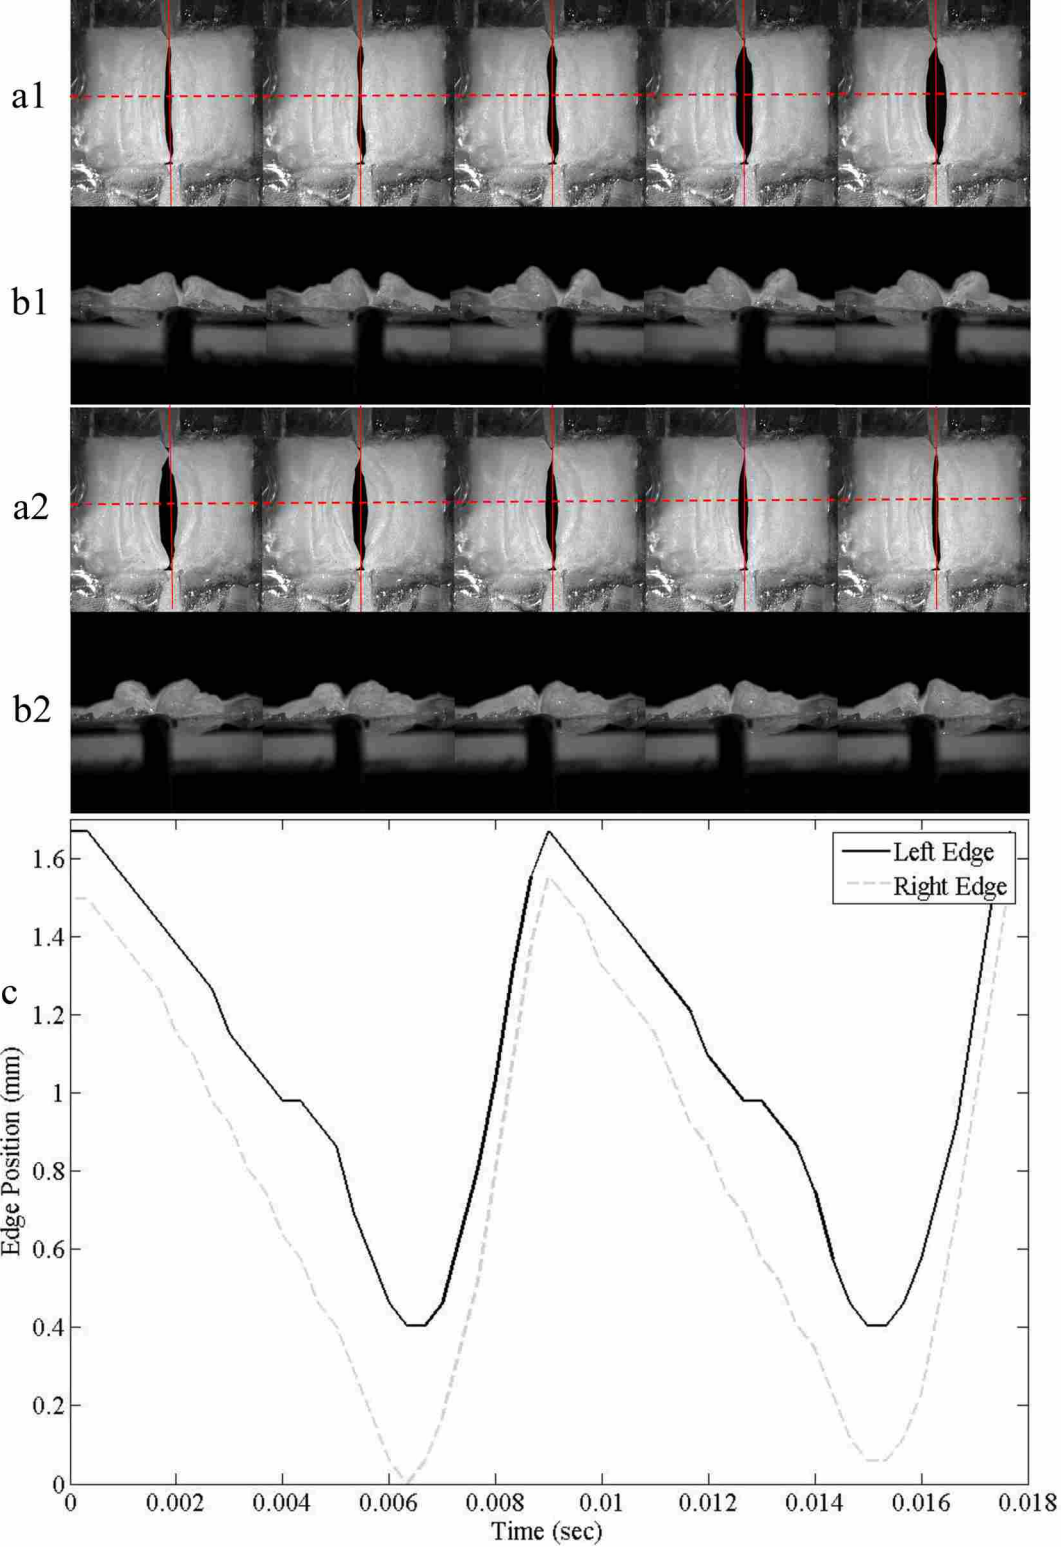 a1
b1
a2
b2
c
Left Edge
Right Edge
Edge Position (mm)
1.6
1.4
1.2
1
0.8
0.6
0.4
0.2
0
0 0.002 0.004 0.006 0.008 0.01 0.012 0.014 0.016 0.018
Time (sec)